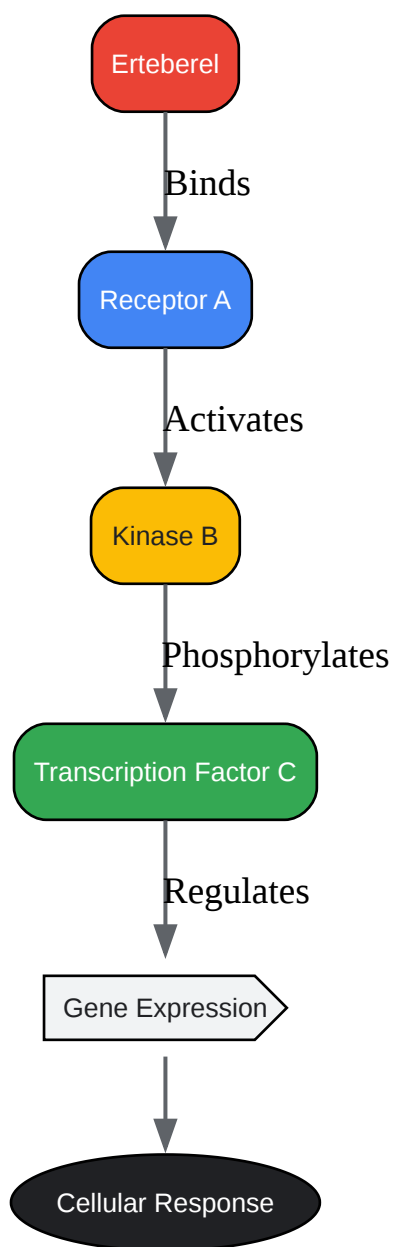 Erteberel
Binds
Receptor A
Activates
Kinase B
Phosphorylates
Transcription Factor C
Regulates
Gene Expression
Cellular Response